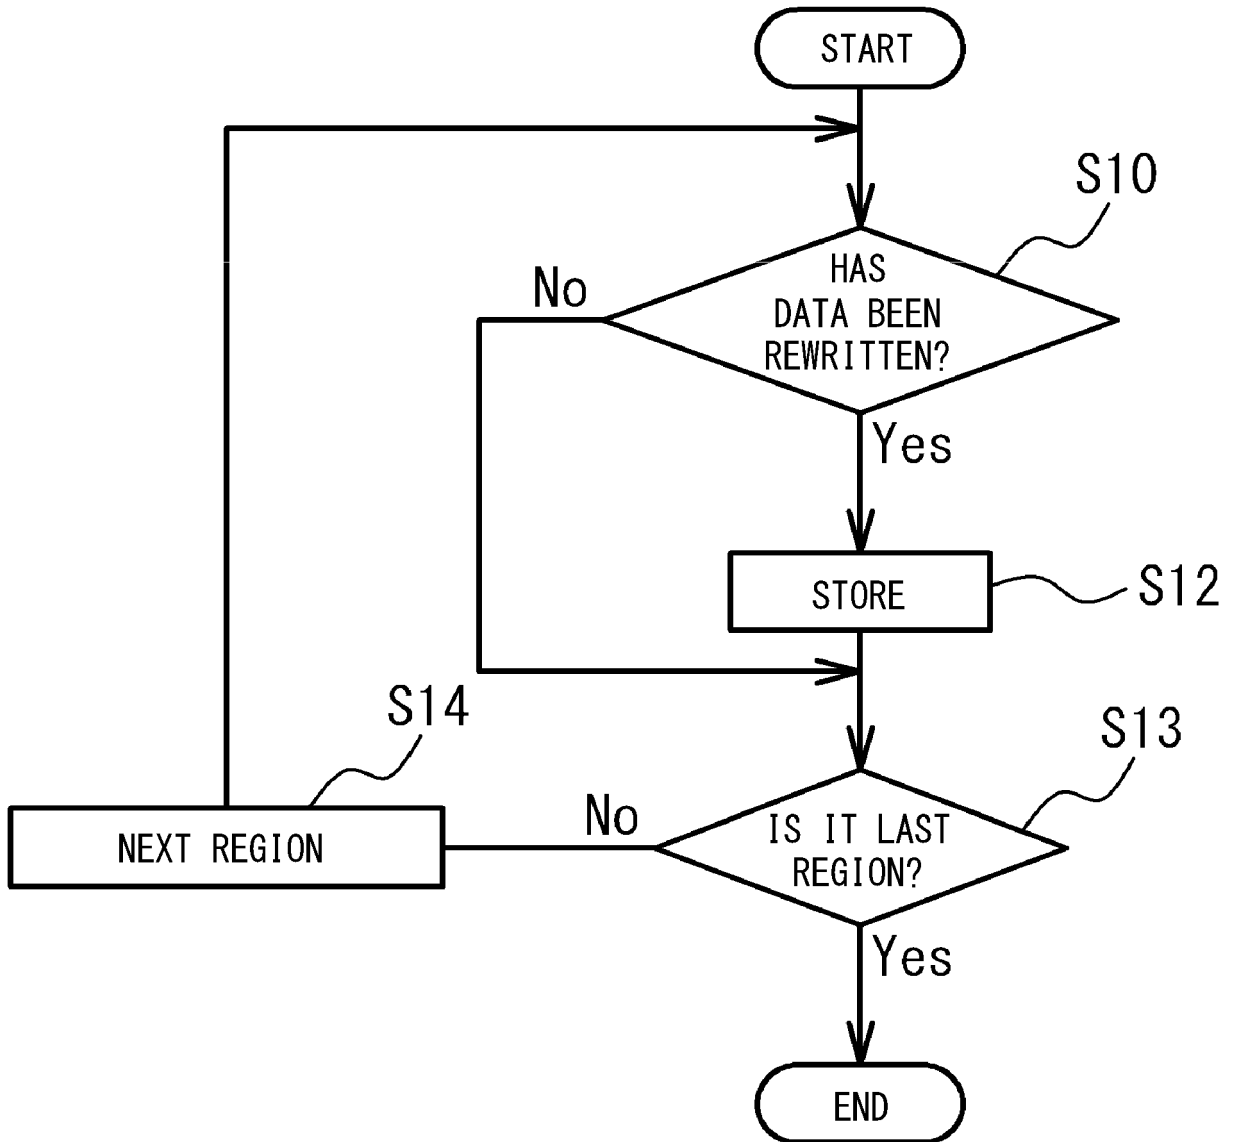 START
S10
HAS
DATA BEEN
REWRITTEN?
No
Yes
STORE
S12
S14
S13
NEXT REGION
No
IS IT LAST
REGION?
Yes
END